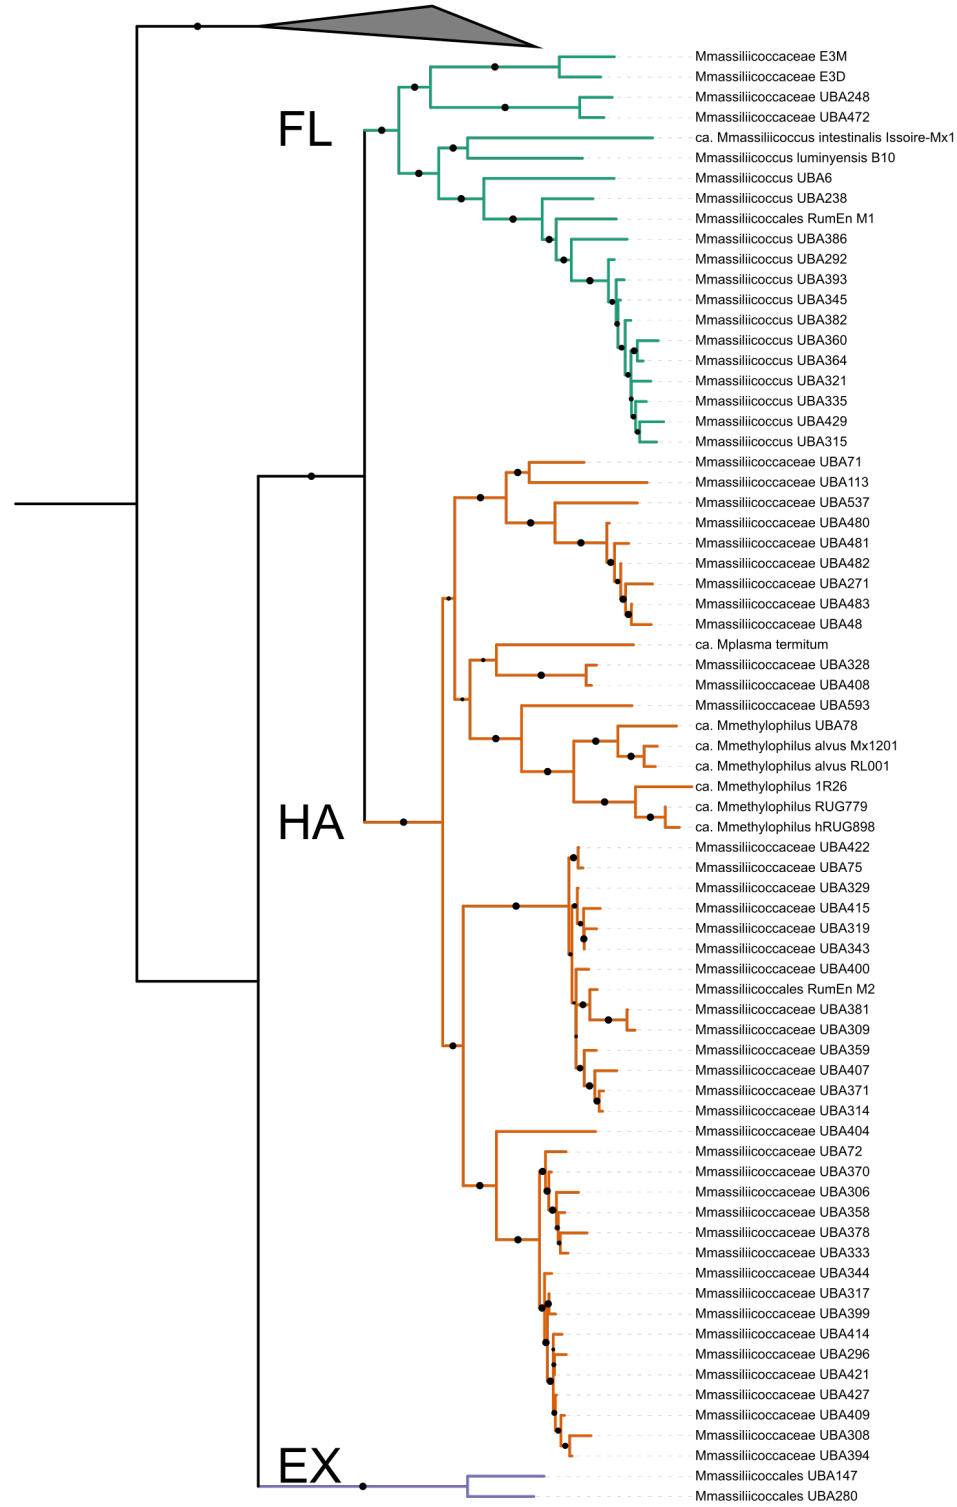 Mmassiliicoccaceae E3M
Mmassiliicoccaceae E3D
Mmassiliicoccaceae UBA248
Mmassiliicoccaceae UBA472
FL
ca. Mmassiliicoccus intestinalis Issoire-Mx1
Mmassiliicoccus luminyensis B10
Mmassiliicoccus UBA6
Mmassiliicoccus UBA238
Mmassiliicoccales RumEn M1
Mmassiliicoccus UBA386
Mmassiliicoccus UBA292
Mmassiliicoccus UBA393
Mmassiliicoccus UBA345
Mmassiliicoccus UBA382
Mmassiliicoccus UBA360
Mmassiliicoccus UBA364
Mmassiliicoccus UBA321
Mmassiliicoccus UBA335
Mmassiliicoccus UBA429
Mmassiliicoccus UBA315
Mmassiliicoccaceae UBA71
Mmassiliicoccaceae UBA113
Mmassiliicoccaceae UBA537
Mmassiliicoccaceae UBA480
Mmassiliicoccaceae UBA481
Mmassiliicoccaceae UBA482
Mmassiliicoccaceae UBA271
Mmassiliicoccaceae UBA483
Mmassiliicoccaceae UBA48
ca. Mplasma termitum
Mmassiliicoccaceae UBA328
Mmassiliicoccaceae UBA408
Mmassiliicoccaceae UBA593
ca. Mmethylophilus UBA78
ca. Mmethylophilus alvus Mx1201
ca. Mmethylophilus alvus RL001
ca. Mmethylophilus 1R26
ca. Mmethylophilus RUG779
HA
ca. Mmethylophilus hRUG898
Mmassiliicoccaceae UBA422
Mmassiliicoccaceae UBA75
Mmassiliicoccaceae UBA329
Mmassiliicoccaceae UBA415
Mmassiliicoccaceae UBA319
Mmassiliicoccaceae UBA343
Mmassiliicoccaceae UBA400
Mmassiliicoccales RumEn M2
Mmassiliicoccaceae UBA381
Mmassiliicoccaceae UBA309
Mmassiliicoccaceae UBA359
Mmassiliicoccaceae UBA407
Mmassiliicoccaceae UBA371
Mmassiliicoccaceae UBA314
Mmassiliicoccaceae UBA404
Mmassiliicoccaceae UBA72
Mmassiliicoccaceae UBA370
Mmassiliicoccaceae UBA306
Mmassiliicoccaceae UBA358
Mmassiliicoccaceae UBA378
Mmassiliicoccaceae UBA333
Mmassiliicoccaceae UBA344
Mmassiliicoccaceae UBA317
Mmassiliicoccaceae UBA399
Mmassiliicoccaceae UBA414
Mmassiliicoccaceae UBA296
Mmassiliicoccaceae UBA421
Mmassiliicoccaceae UBA427
Mmassiliicoccaceae UBA409
Mmassiliicoccaceae UBA308
Mmassiliicoccaceae UBA394
EX
Mmassiliicoccales UBA147
Mmassiliicoccales UBA280